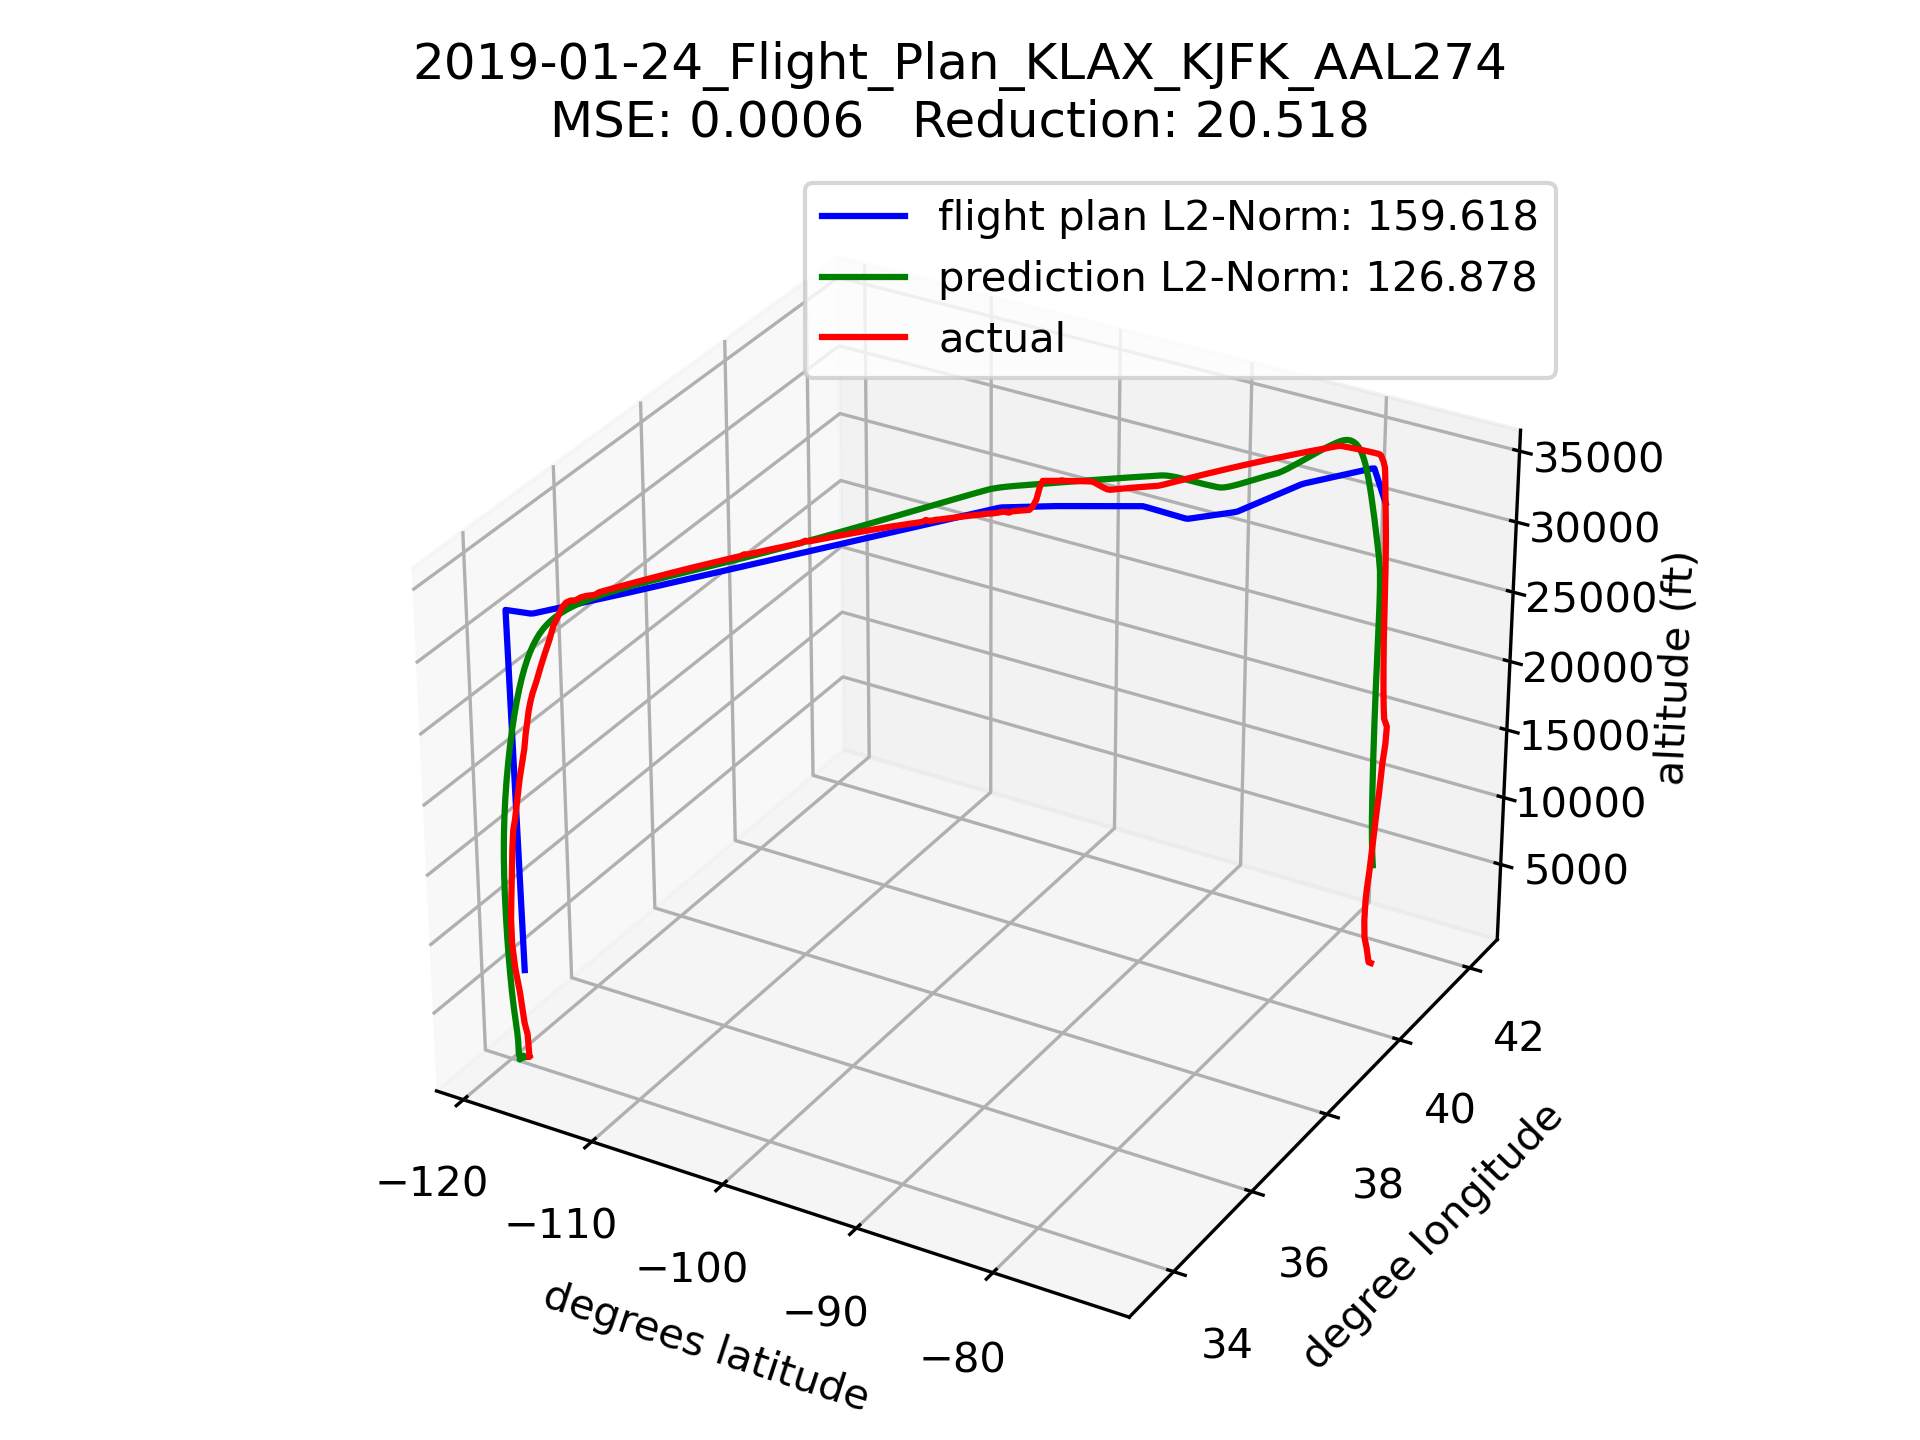 2019-01-24_Flight_Plan_KLAX_KJFK_AAL274
MSE: 0.0006   Reduction: 20.518
flight plan L2-Norm: 159.618
prediction L2-Norm: 126.878
actual
35000
30000
25000
20000
15000
10000
5000
altitude (ft)
42
40
38
36
34
degree longitude
−120
−110
−100
−90
−80
degrees latitude